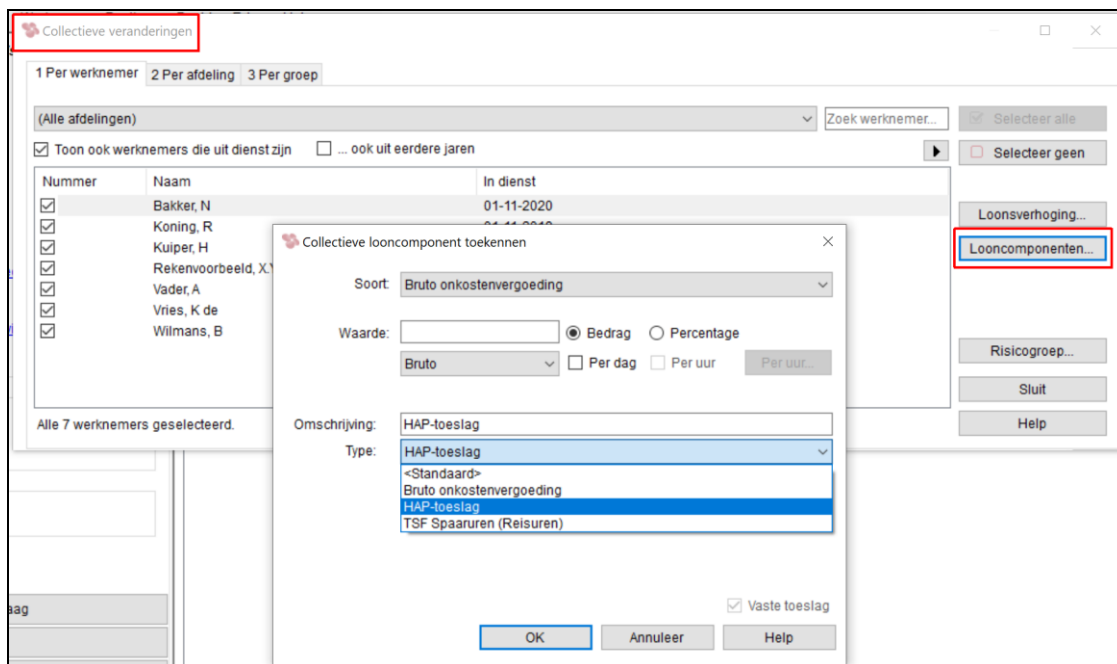 Collectieve veranderingen
1 Per werknemer 2 Per afdeling 3 Per groep
(Alle afdelingen) Zoek werknemer... Selecteer alle
Toon ook werknemers die uit dienst zijn ... ook uit eerdere jaren Selecteer geen
Nummer Naam In dienst
Bakker, N 01-11-2020
Koning, R
Kuiper, H
Rekenvoorbeeld, X.Y
Vader, A
Vries, K de
Wilmans, B
Alle 7 werknemers geselecteerd.
Loonsverhoging...
Looncomponenten...
Risicogroep...
Sluit
Help
Collectieve looncomponent toekennen
Soort: Bruto onkostenvergoeding
Waarde: Bedrag Percentage
Bruto Per dag Per uur Per uur...
Omschrijving: HAP-toeslag
Type: HAP-toeslag
<Standaard>
Bruto onkostenvergoeding
HAP-toeslag
TSF Spaaruren (Reisuren)
Vaste toeslag
OK Annuleer Help
aag